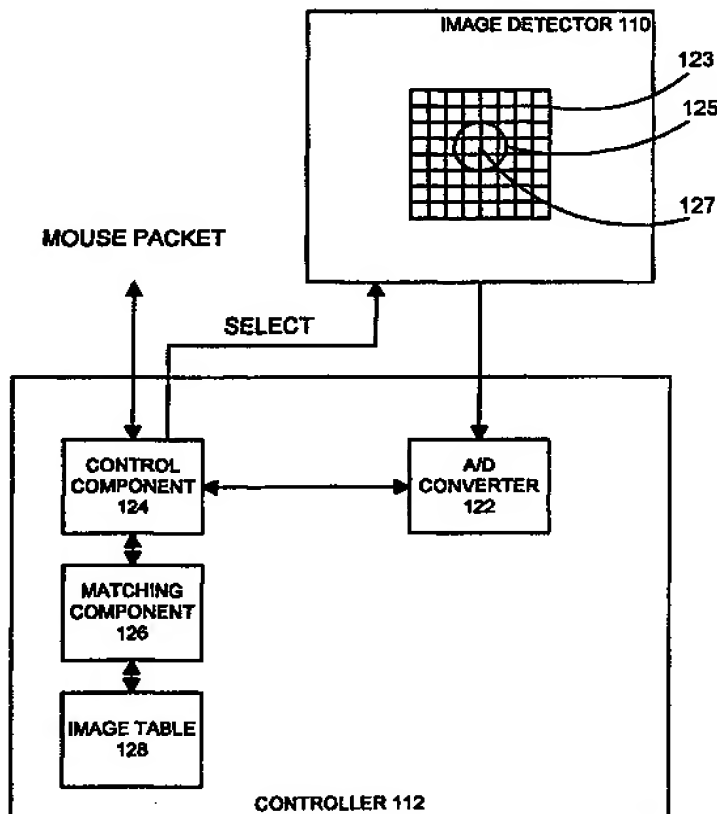 IMAGE DETECTOR 110
123
125
127
MOUSE PACKET
SELECT
CONTROL
COMPONENT
124
A/D
CONVERTER
122
MATCHING
COMPONENT
126
IMAGE TABLE
128
CONTROLLER 112